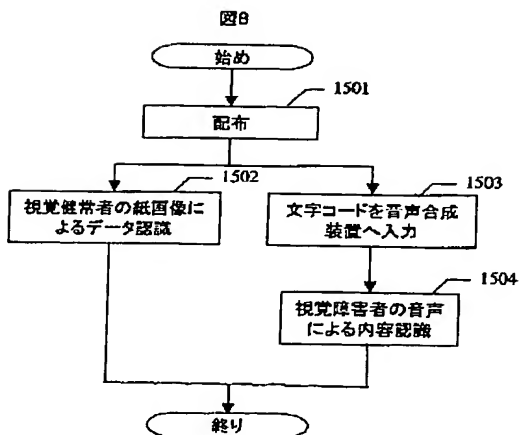 図8
始め
1501
配布
1502
視覚健常者の紙画像に
よるデータ認識
1503
文字コードを音声合成
装置へ入力
1504
視覚障害者の音声
による内容認識
終り